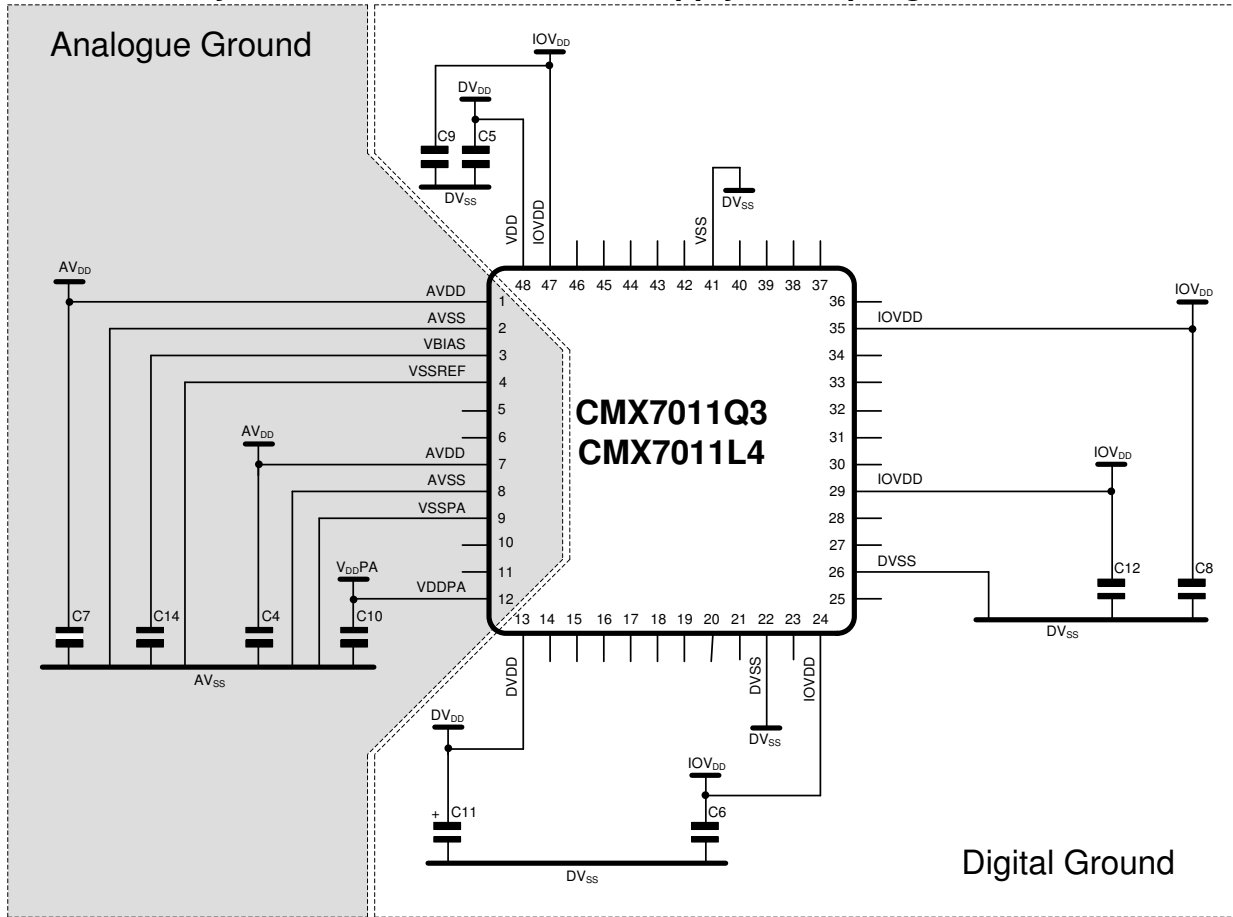 Analogue Ground
IOVDD
DVDD
C9
C5
DVSS
DVSS
VDD
IOVDD
VSS
48 47 46 45 44 43 42 41 40 39 38 37
AVDD
AVDD
1
AVSS
2
VBIAS
3
VSSREF
4
5
6
AVDD
AVDD
7
AVSS
8
VSSPA
9
10
11
VDDPA
VDDPA
12
C7
C14
C4
C10
AVSS
CMX7011Q3
CMX7011L4
36
IOVDD
35
IOVDD
34
33
32
31
30
IOVDD
29
IOVDD
28
27
DVSS
26
25
C12
C8
DVSS
13 14 15 16 17 18 19 20 21 22 23 24
DVDD
DVSS
IOVDD
DVDD
DVSS
IOVDD
+
C11
C6
DVSS
Digital Ground